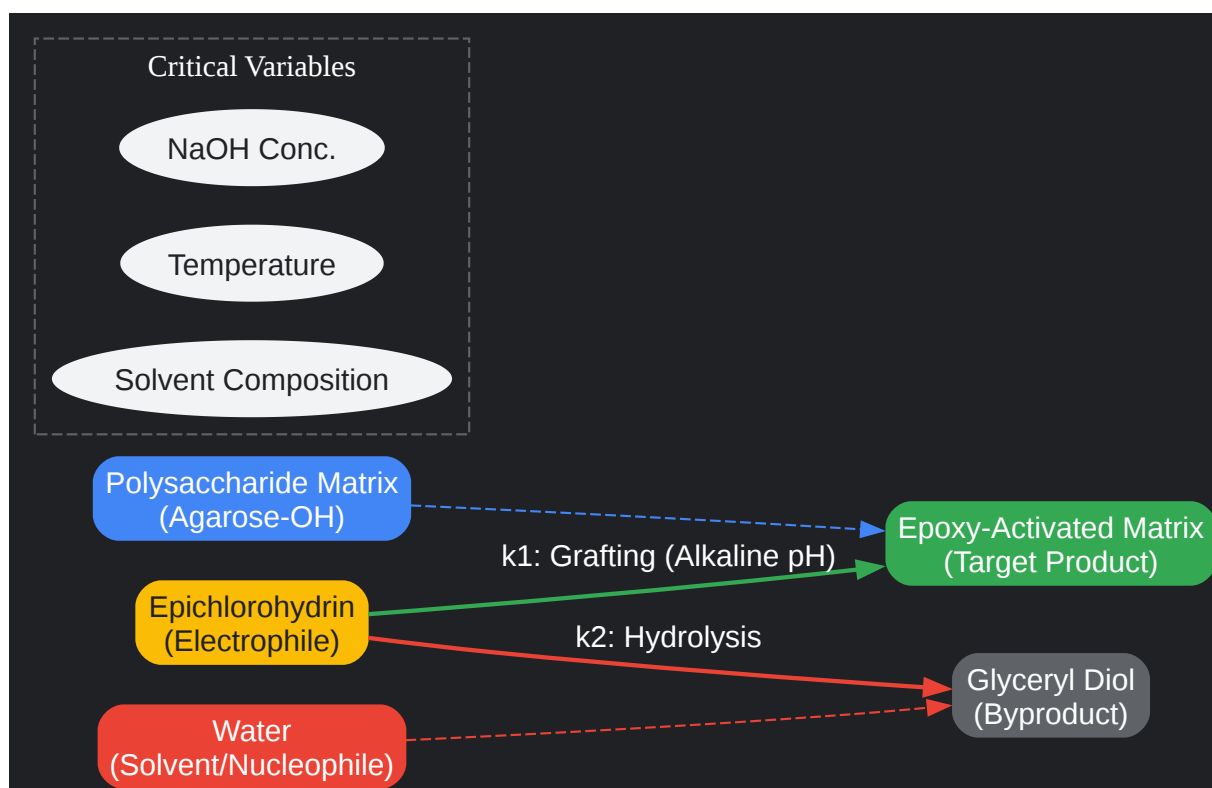 Critical Variables
NaOH Conc.
Temperature
Solvent Composition
Polysaccharide Matrix
(Agarose-OH)
Epoxy-Activated Matrix
(Target Product)
k1: Grafting (Alkaline pH)
Epichlorohydrin
(Electrophile)
k2: Hydrolysis
Glyceryl Diol
(Byproduct)
Water
(Solvent/Nucleophile)